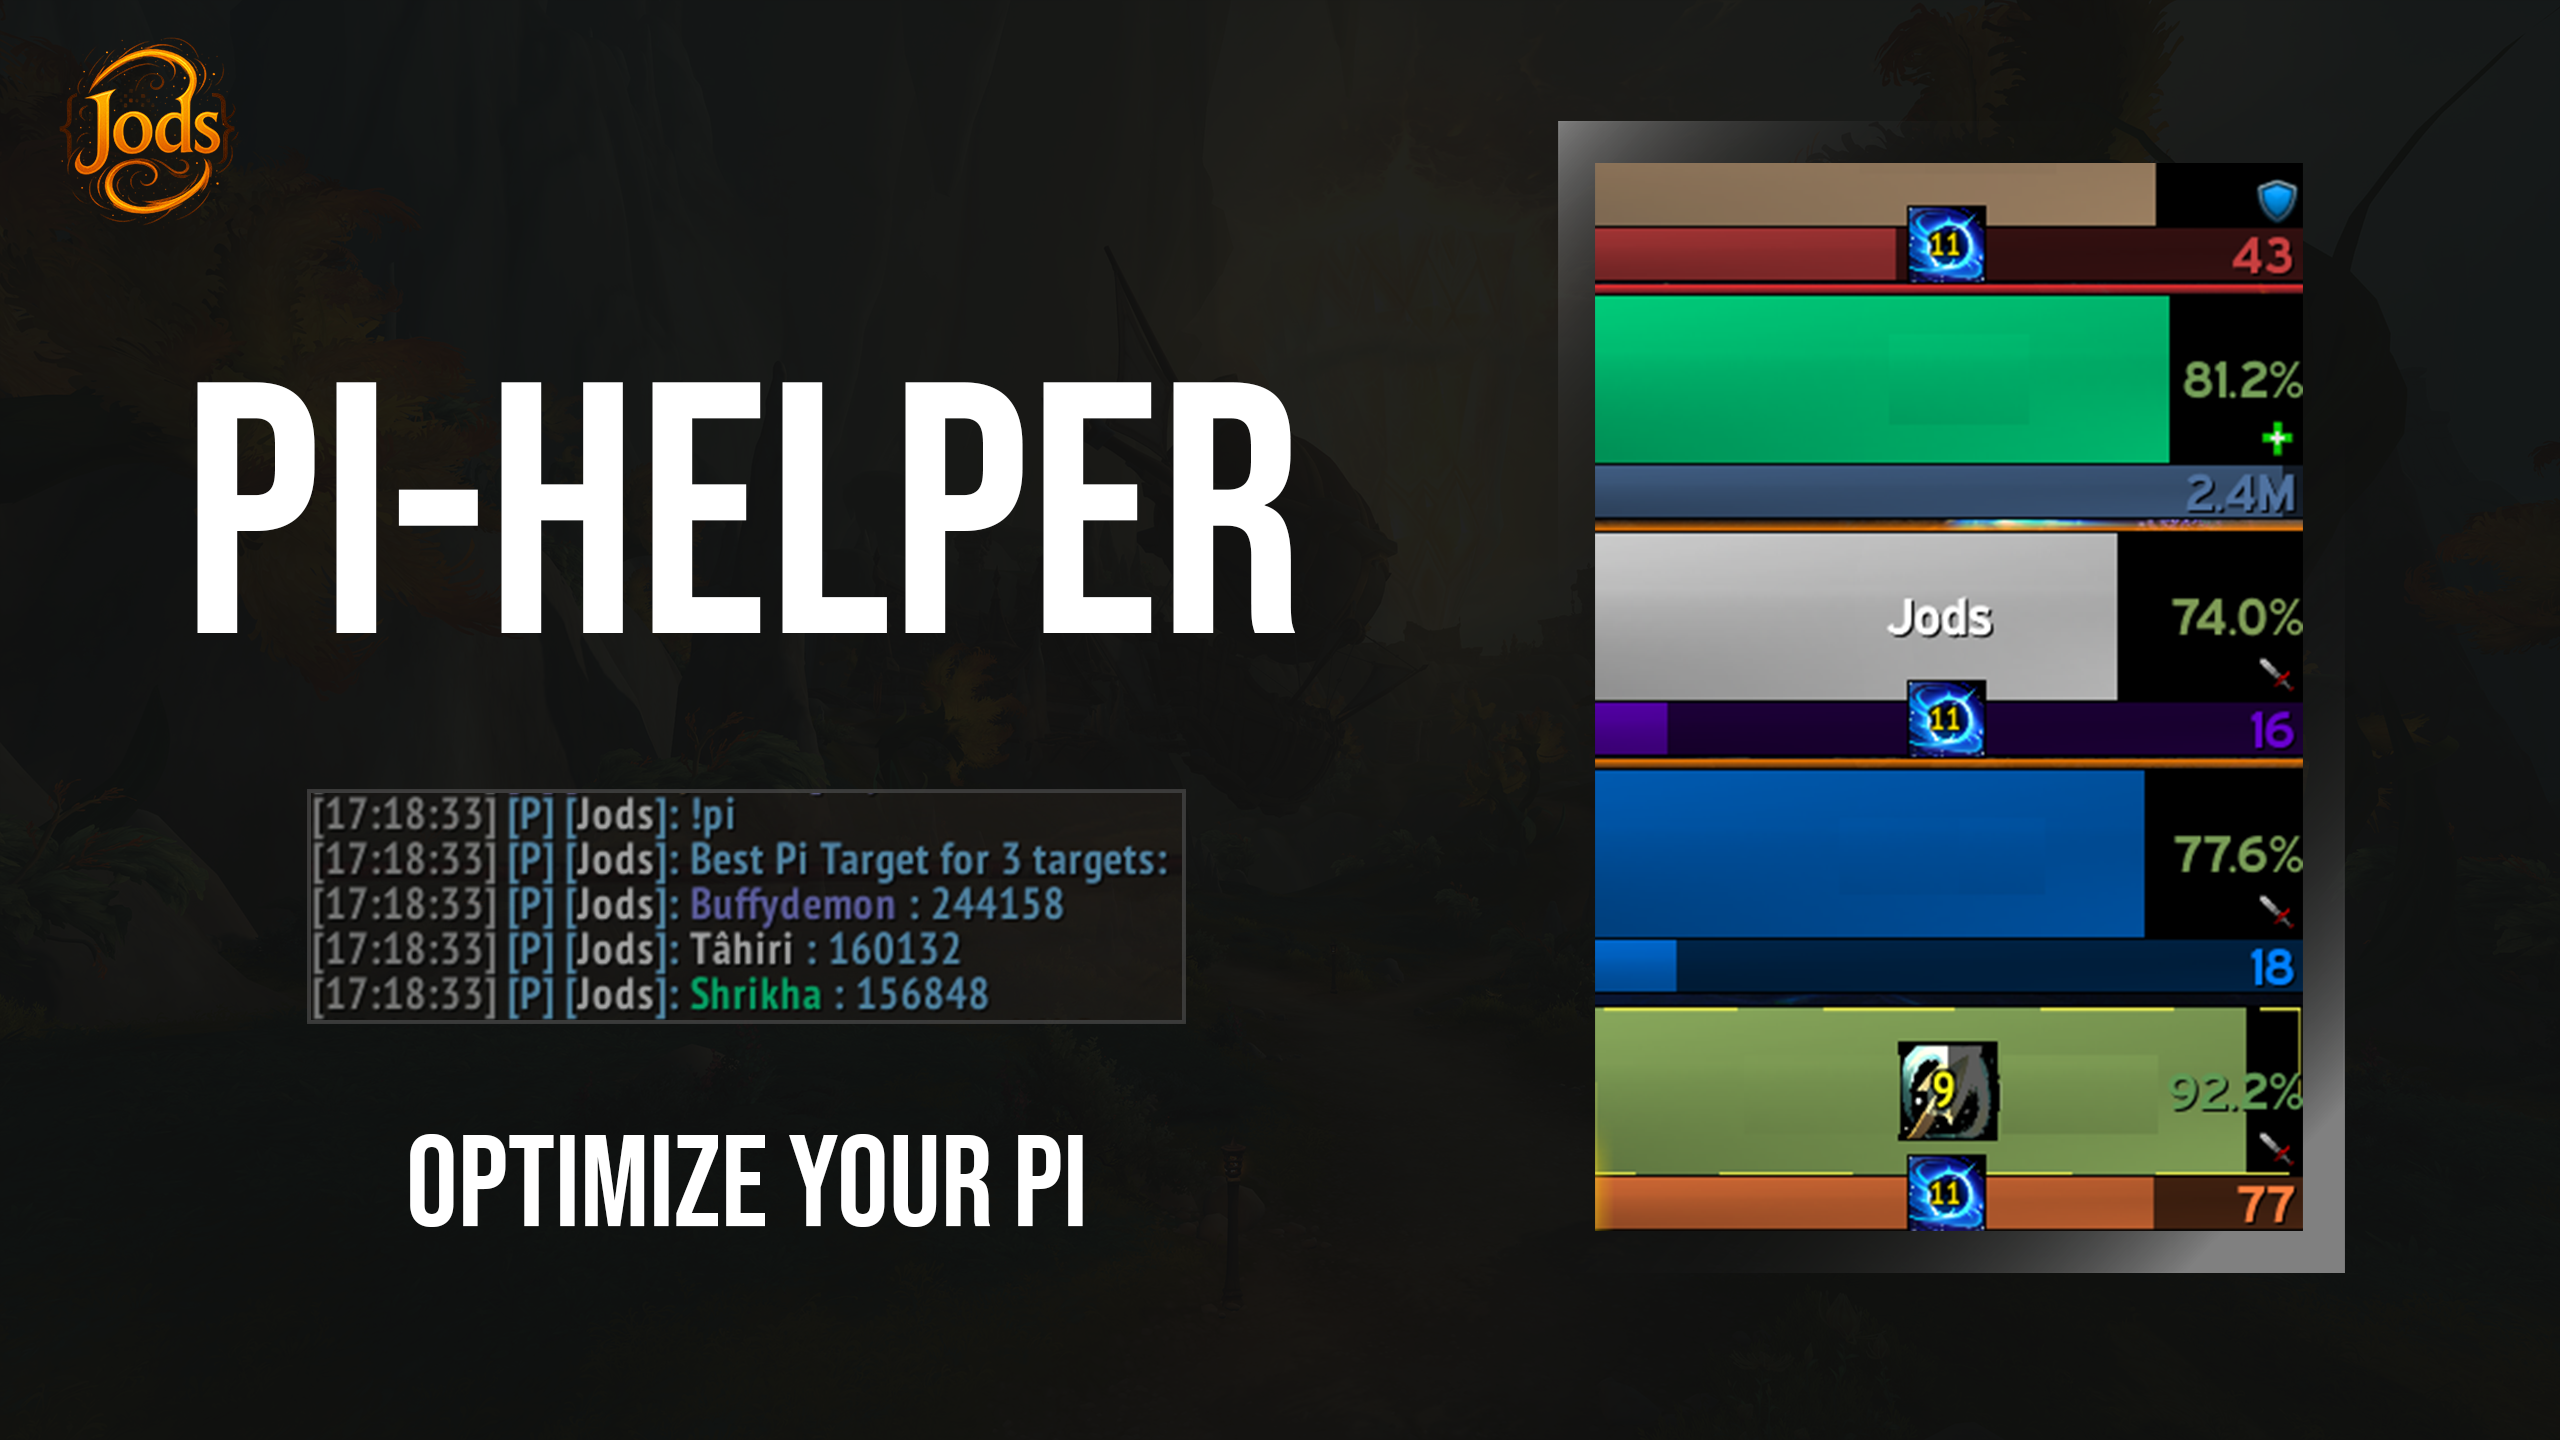 Jods
PI-HELPER
[17:18:33] [P] [Jods]: !pi
[17:18:33] [P] [Jods]: Best Pi Target for 3 targets:
[17:18:33] [P] [Jods]: Buffydemon : 244158
[17:18:33] [P] [Jods]: Tâhiri : 160132
[17:18:33] [P] [Jods]: Shrikha : 156848
OPTIMIZE YOUR PI
11
43
81.2%
2.4M
Jods
74.0%
11
16
77.6%
18
9
92.2%
11
77